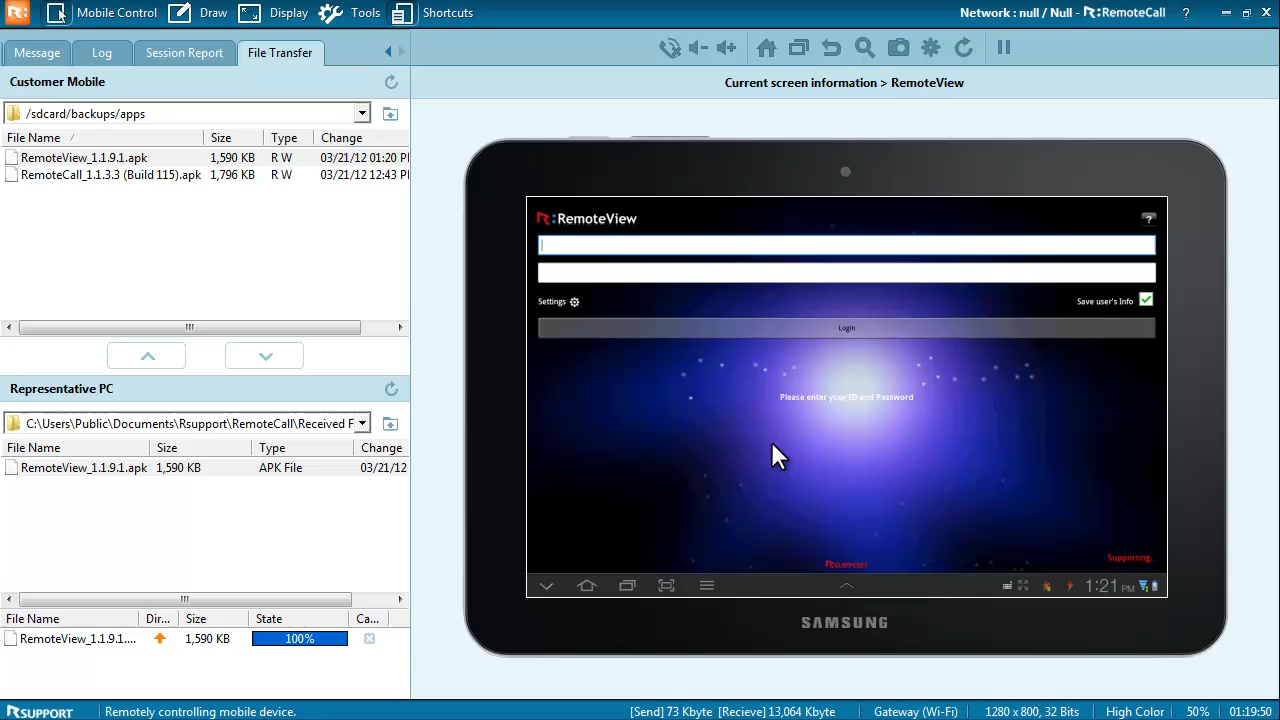 Mobile Control Draw Display Tools Shortcuts Network : null / Null - R:RemoteCall ?
Message Log Session Report File Transfer
Customer Mobile
Current screen information > RemoteView
/sdcard/backups/apps
File Name Size Type Change
RemoteView_1.1.9.1.apk 1,590 KB R W 03/21/12 01:20 P
RemoteCall_1.1.3.3 (Build 115).apk 1,796 KB R W 03/21/12 12:43 P
R:RemoteView ?
Settings Save user's Info
Login
Please enter your ID and Password
Representative PC
C:\Users\Public\Documents\Rsupport\RemoteCall\Received F
File Name Size Type Change
RemoteView_1.1.9.1.apk 1,590 KB APK File 03/21/12
Supporting...
RSUPPORT
1:21 PM
SAMSUNG
File Name Dir... Size State Ca...
RemoteView_1.1.9.1.... 1,590 KB 100%
RSUPPORT Remotely controlling mobile device. [Send] 73 Kbyte [Recieve] 13,064 Kbyte Gateway (Wi-Fi) 1280 x 800, 32 Bits High Color 50% 01:19:50